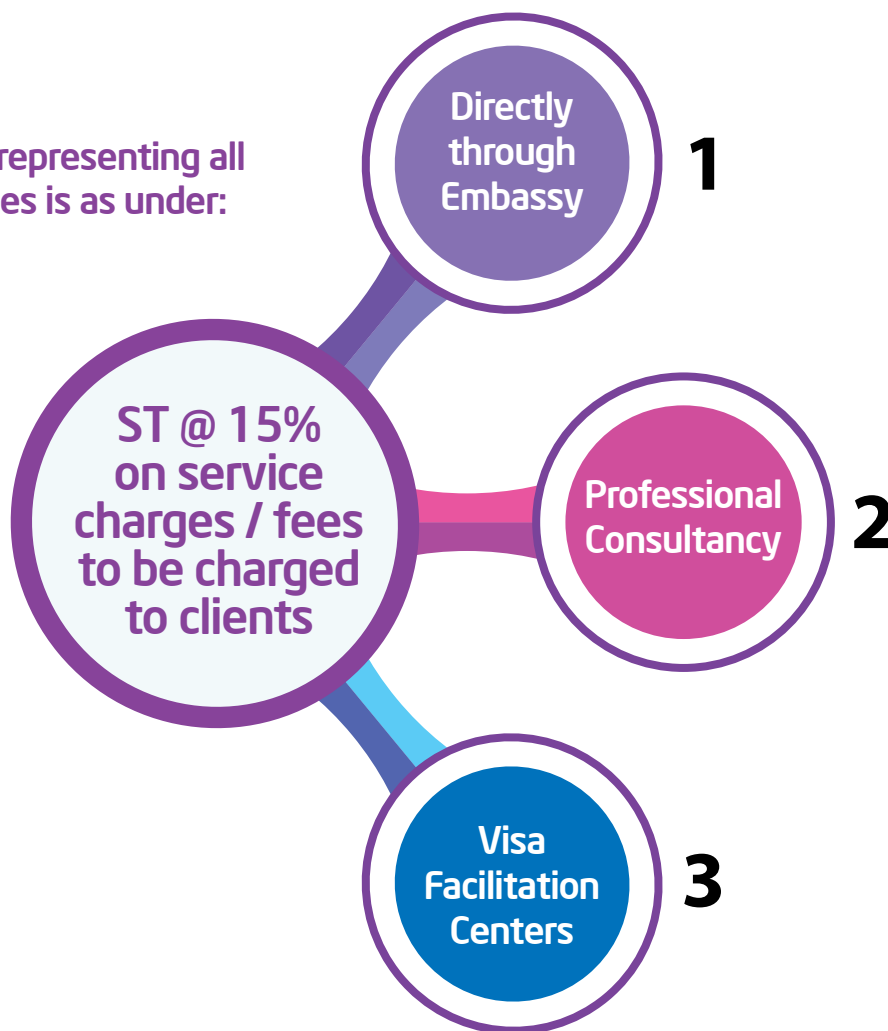 representing all
es is as under:
Directly
through
Embassy
1
ST @ 15%
on service
charges / fees
to be charged
to clients
Professional
Consultancy
2
Visa
Facilitation
Centers
3